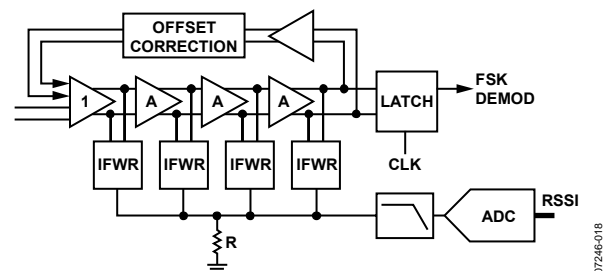 OFFSET
CORRECTION
1
A
A
A
LATCH
FSK
DEMOD
CLK
IFWR
IFWR
IFWR
IFWR
R
ADC
RSSI
07246-018